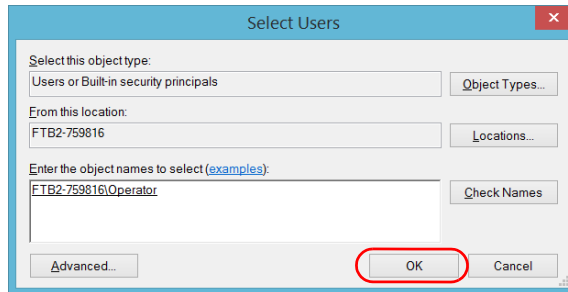 Select Users
Select this object type:
Users or Built-in security principals
Object Types...
From this location:
FTB2-759816
Locations...
Enter the object names to select (examples):
FTB2-759816\Operator
Check Names
Advanced...
OK
Cancel